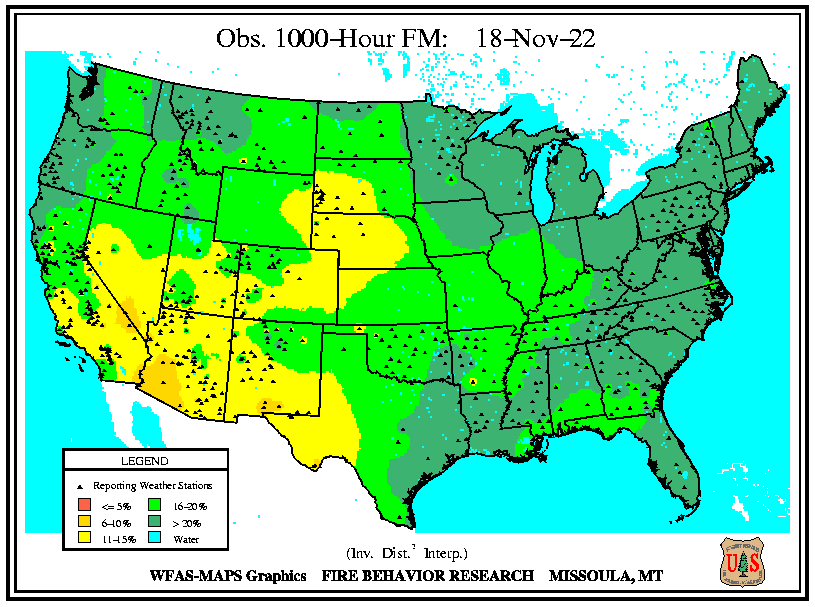 Obs. 1000-Hour FM: 18-Nov-22
LEGEND
Reporting Weather Stations
<= 5%
16-20%
6-10%
> 20%
11-15%
Water
(Inv. Dist.² Interp.)
WFAS-MAPS Graphics FIRE BEHAVIOR RESEARCH MISSOULA, MT
U S